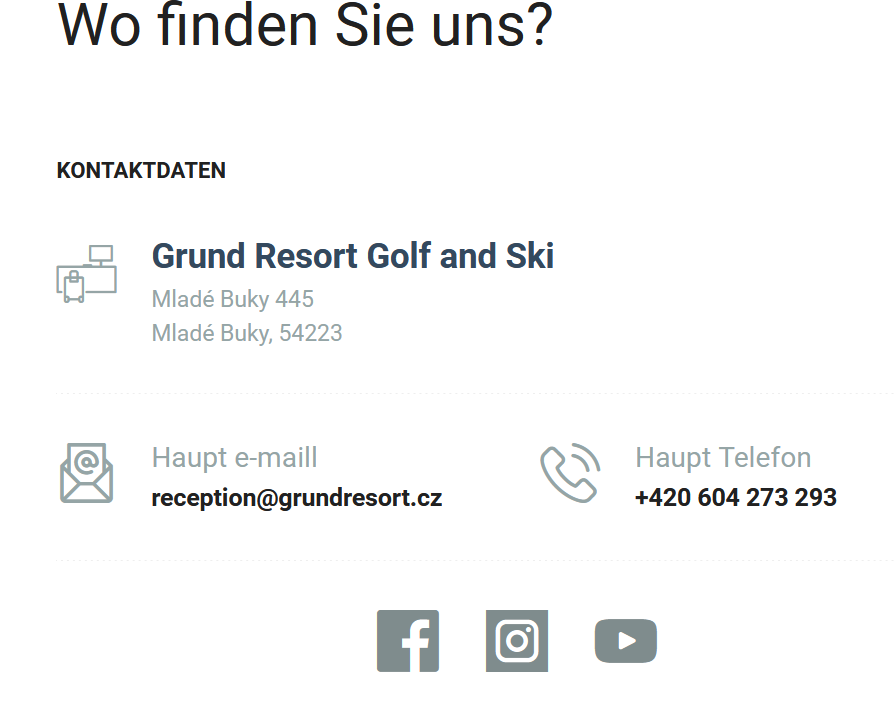 Wo finden Sie uns?
KONTAKTDATEN
Grund Resort Golf and Ski
Mladé Buky 445
Mladé Buky, 54223
Haupt e-maill
reception@grundresort.cz
Haupt Telefon
+420 604 273 293